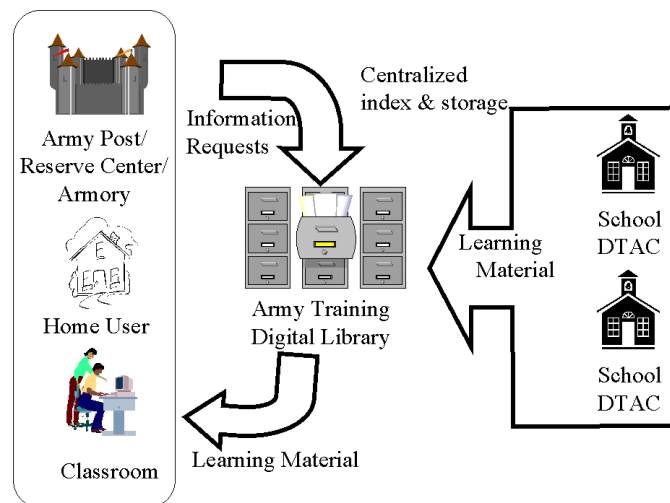 Army Post/
Reserve Center/
Armory
Home User
Classroom
Information
Requests
Centralized
index & storage
Army Training
Digital Library
Learning Material
Learning
Material
School
DTAC
School
DTAC